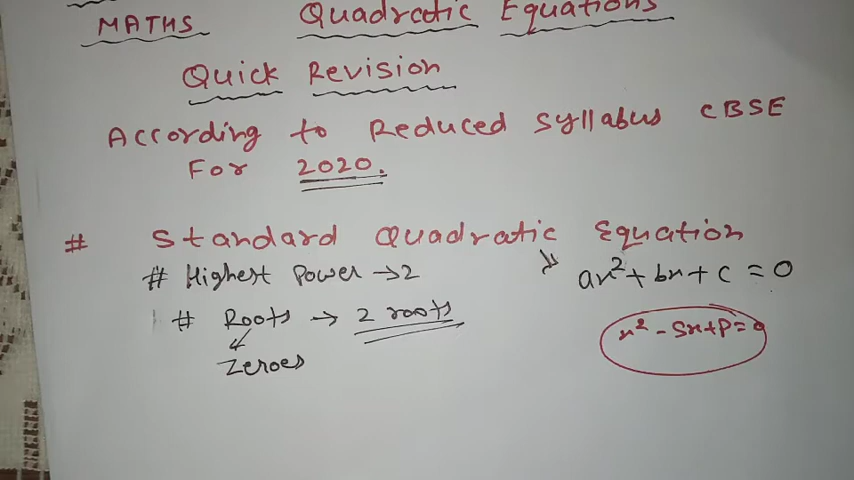 MATHS Quadratic Equations
Quick Revision
According to Reduced Syllabus CBSE
For 2020.
# Standard Quadratic Equation
# Highest Power → 2
ax² + bx + c = 0
# Roots → 2 roots
x² - Sx + P = 0
Zeroes